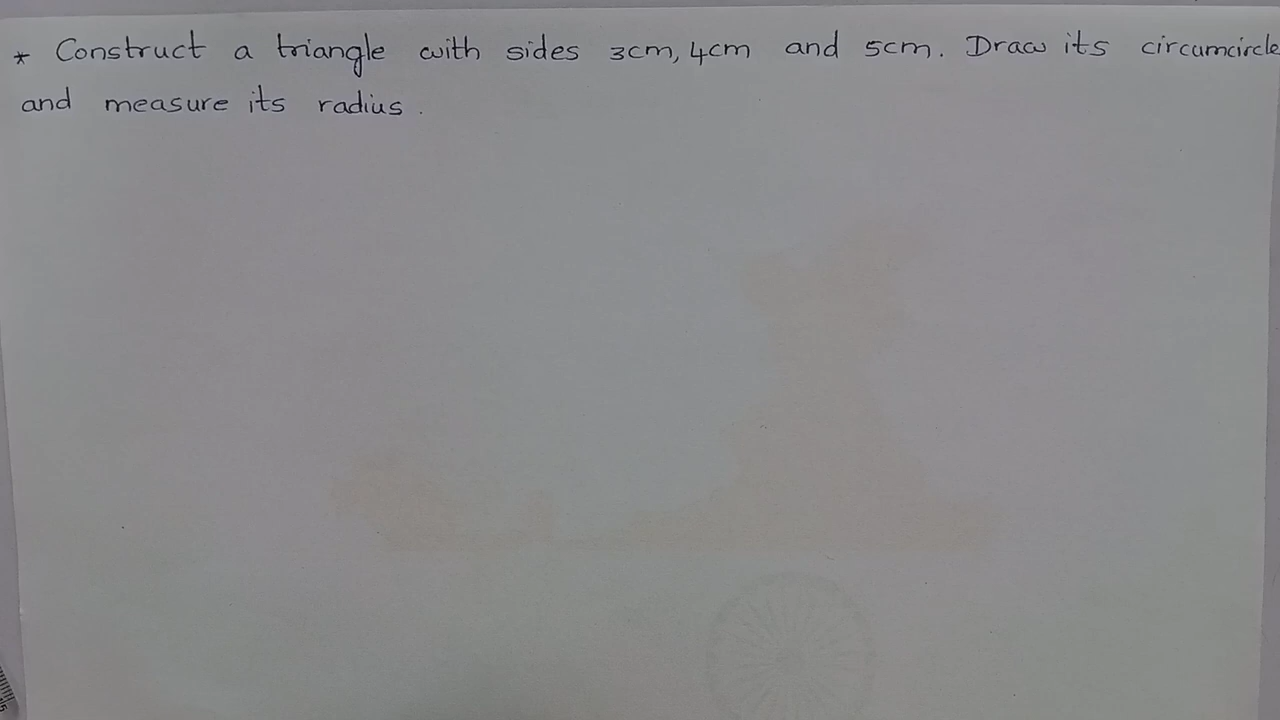 * Construct a triangle with sides 3cm, 4cm and 5cm. Draw its circumcircle
and measure its radius.